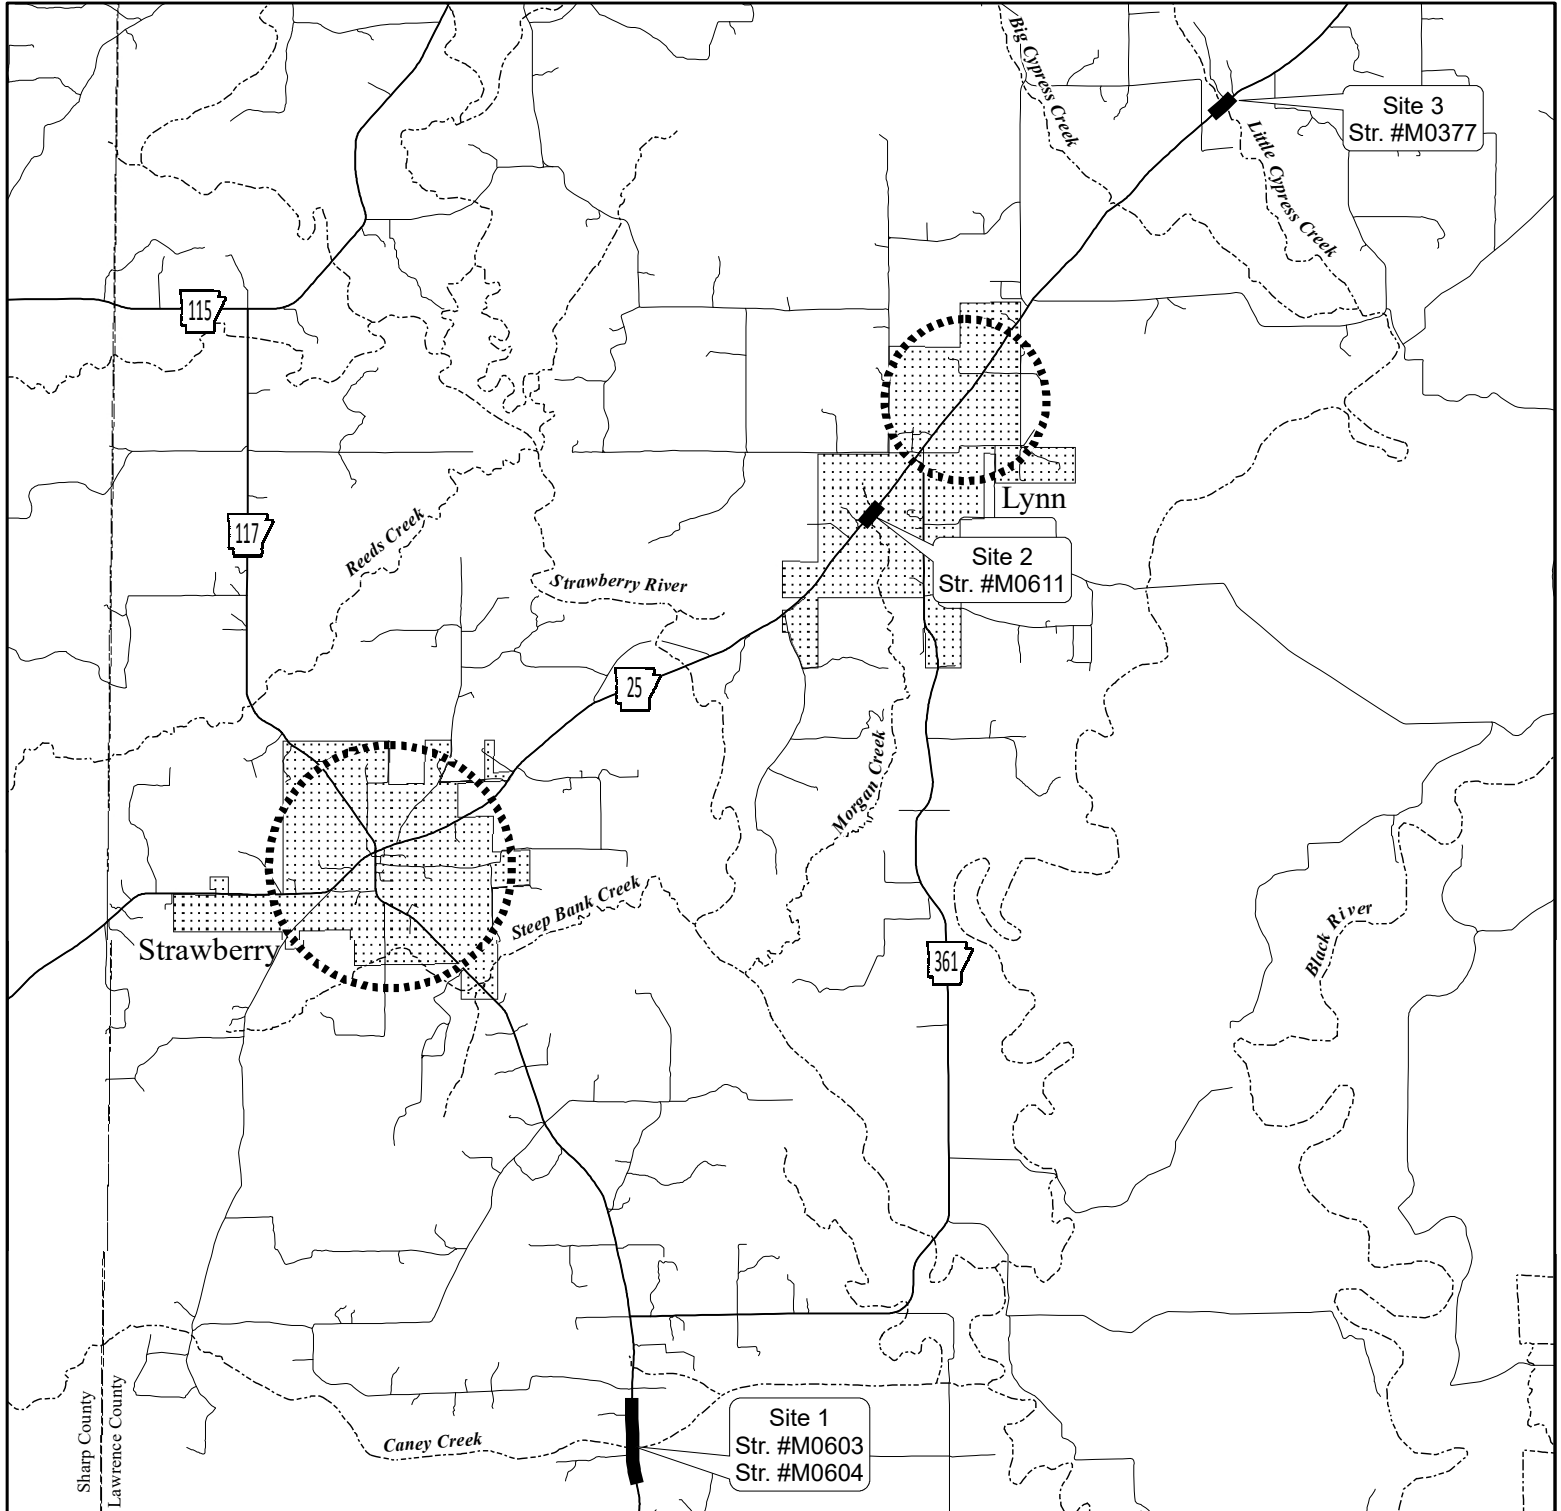 Big Cypress Creek
Site 3
Str. #M0377
Little Cypress Creek
115
117
Reeds Creek
Lynn
Site 2
Str. #M0611
Strawberry River
25
Morgan Creek
Steep Bank Creek
Strawberry
361
Black River
Sharp County
Lawrence County
Caney Creek
Site 1
Str. #M0603
Str. #M0604